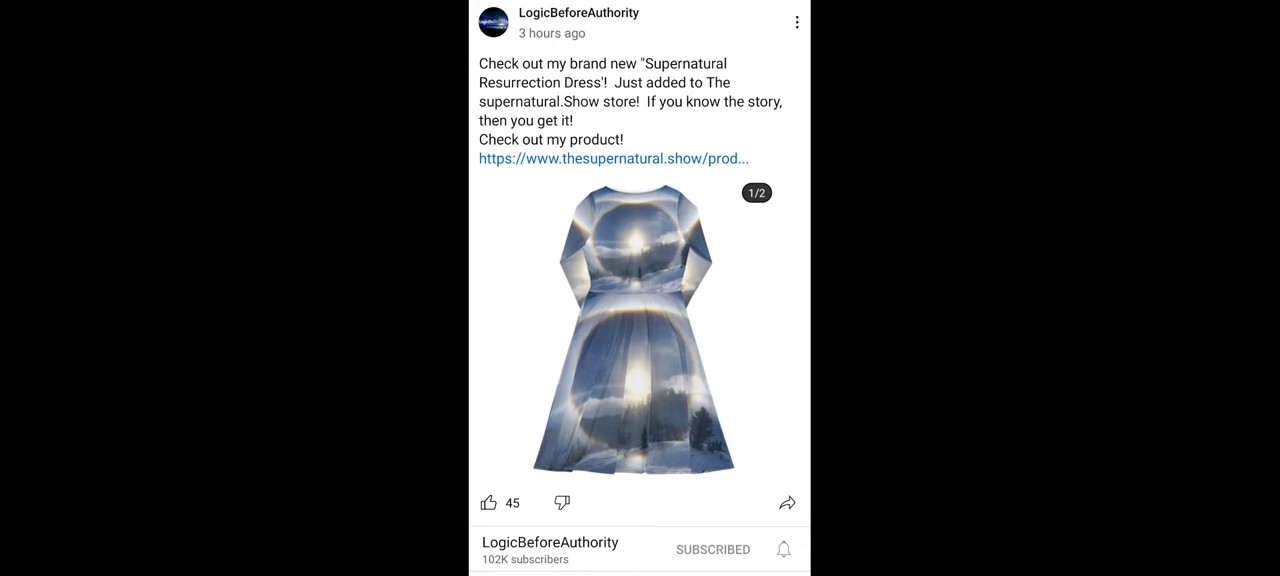 LogicBeforeAuthority
3 hours ago
Check out my brand new "Supernatural
Resurrection Dress'!  Just added to The
supernatural.Show store!  If you know the story,
then you get it!
Check out my product!
https://www.thesupernatural.show/prod...
1/2
45
LogicBeforeAuthority
102K subscribers
SUBSCRIBED